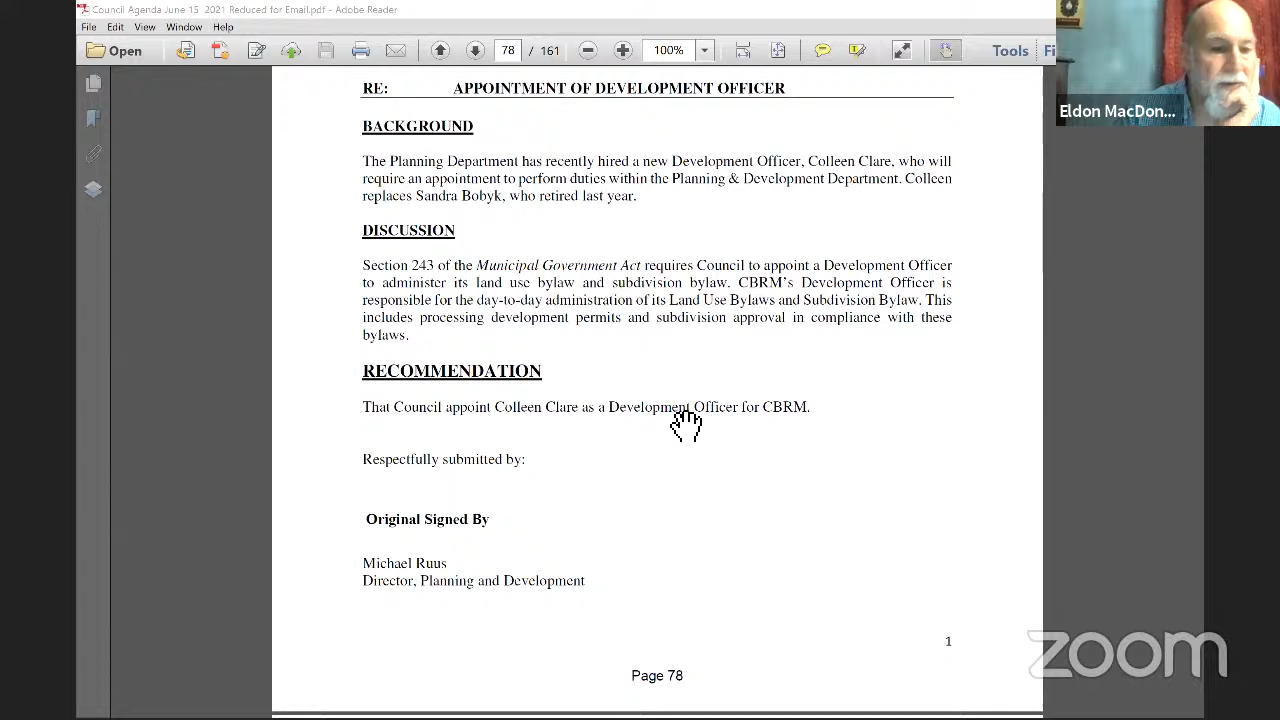 Council Agenda June 15 2021 Reduced for Email.pdf - Adobe Reader
File Edit View Window Help
Open 78 / 161 100% Tools Fi
Eldon MacDon...
RE: APPOINTMENT OF DEVELOPMENT OFFICER
BACKGROUND
The Planning Department has recently hired a new Development Officer, Colleen Clare, who will
require an appointment to perform duties within the Planning & Development Department. Colleen
replaces Sandra Bobyk, who retired last year.
DISCUSSION
Section 243 of the Municipal Government Act requires Council to appoint a Development Officer
to administer its land use bylaw and subdivision bylaw. CBRM's Development Officer is
responsible for the day-to-day administration of its Land Use Bylaws and Subdivision Bylaw. This
includes processing development permits and subdivision approval in compliance with these
bylaws.
RECOMMENDATION
That Council appoint Colleen Clare as a Development Officer for CBRM.
Respectfully submitted by:
Original Signed By
Michael Ruus
Director, Planning and Development
1
Page 78
zoom